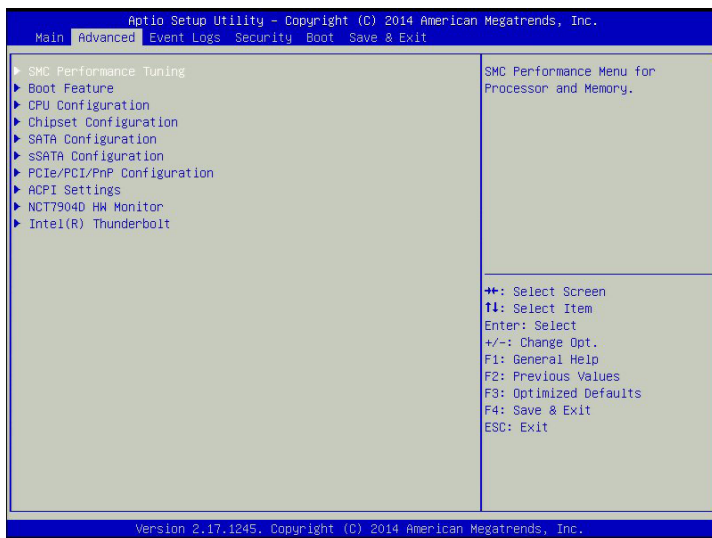 Aptio Setup Utility – Copyright (C) 2014 American Megatrends, Inc.
Main Advanced Event Logs Security Boot Save & Exit
▶ SMC Performance Tuning
▶ Boot Feature
▶ CPU Configuration
▶ Chipset Configuration
▶ SATA Configuration
▶ sSATA Configuration
▶ PCIe/PCI/PnP Configuration
▶ ACPI Settings
▶ NCT7904D HW Monitor
▶ Intel(R) Thunderbolt
SMC Performance Menu for
Processor and Memory.
→←: Select Screen
↑↓: Select Item
Enter: Select
+/-: Change Opt.
F1: General Help
F2: Previous Values
F3: Optimized Defaults
F4: Save & Exit
ESC: Exit
Version 2.17.1245. Copyright (C) 2014 American Megatrends, Inc.